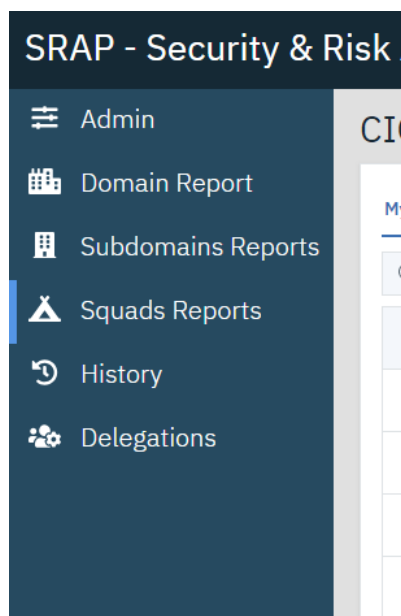 SRAP - Security & Risk
Admin
Domain Report
Subdomains Reports
Squads Reports
History
Delegations